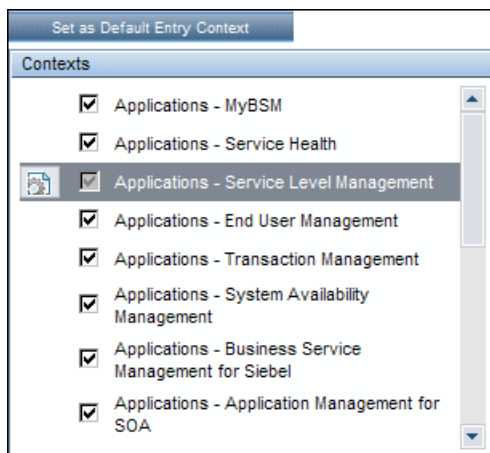 Set as Default Entry Context
Contexts
Applications - MyBSM
Applications - Service Health
Applications - Service Level Management
Applications - End User Management
Applications - Transaction Management
Applications - System Availability
Management
Applications - Business Service
Management for Siebel
Applications - Application Management for
SOA